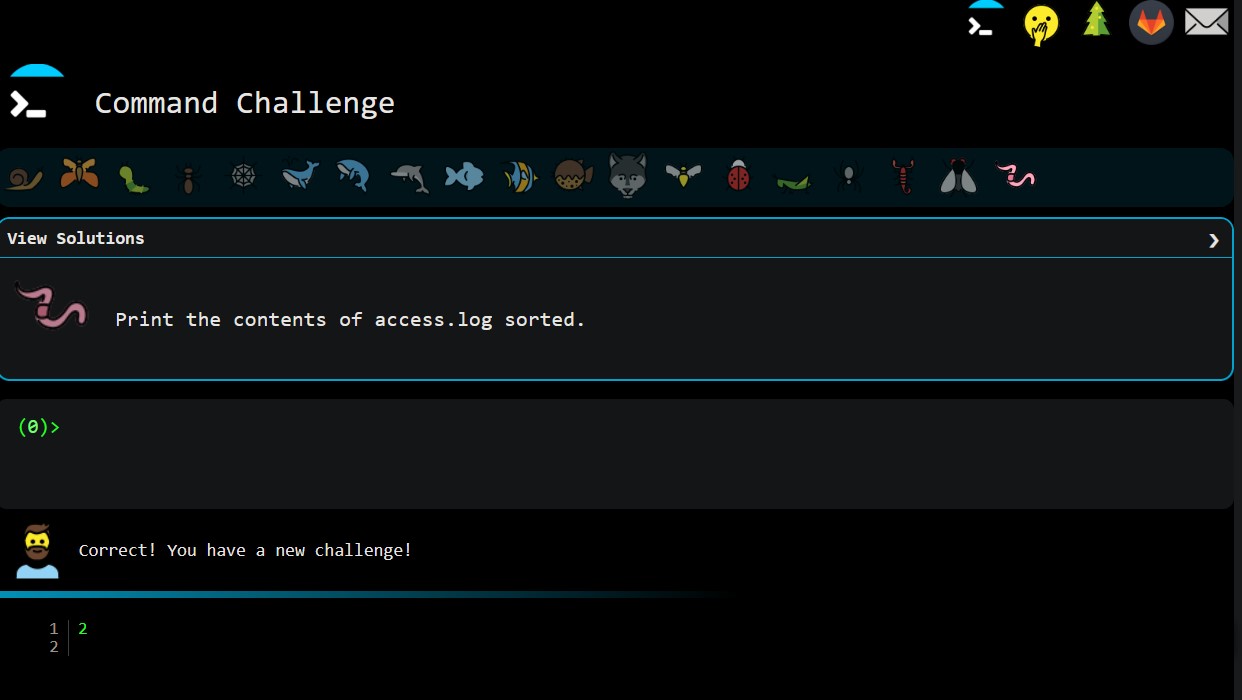 Command Challenge
View Solutions
Print the contents of access.log sorted.
(0)>
Correct! You have a new challenge!
1 2
2